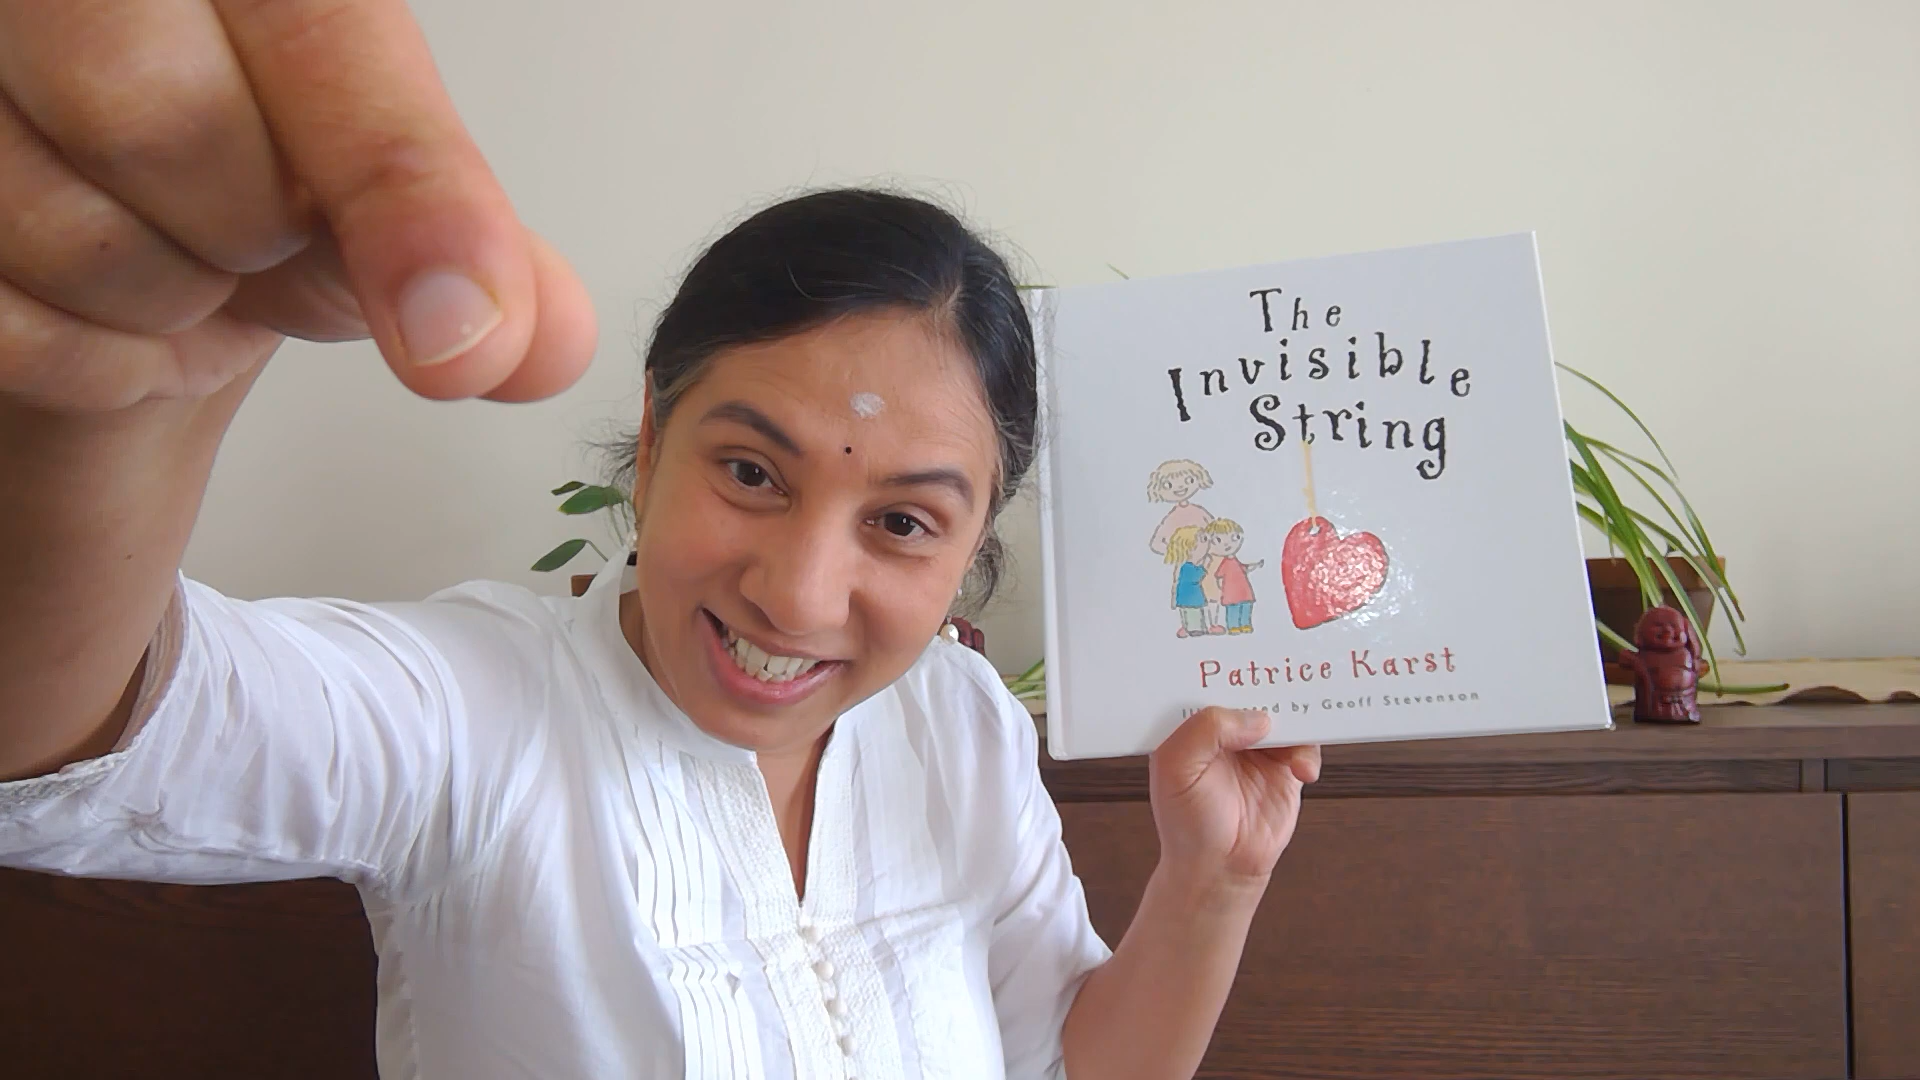 The
Invisible
String
Patrice Karst
by Geoff Stevenson